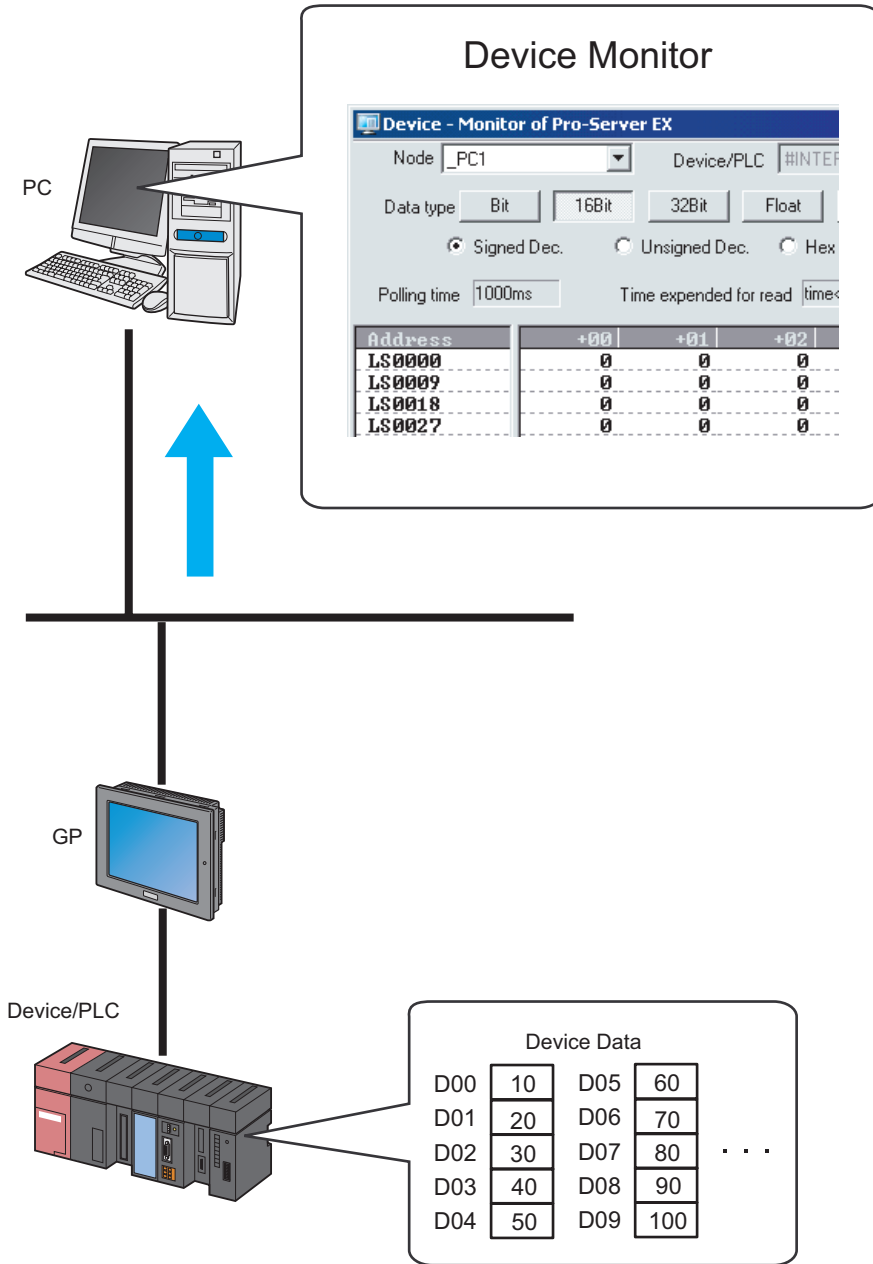 Device Monitor
Device - Monitor of Pro-Server EX
Node _PC1 Device/PLC
Data type Bit 16Bit 32Bit Float
Signed Dec. Unsigned Dec. Hex
Polling time 1000ms Time expended for read time<
Address +00 +01 +02
LS0000 0 0 0
LS0009 0 0 0
LS0018 0 0 0
LS0027 0 0 0
PC
GP
Device/PLC
Device Data
D00 10 D05 60
D01 20 D06 70
D02 30 D07 80 . . .
D03 40 D08 90
D04 50 D09 100